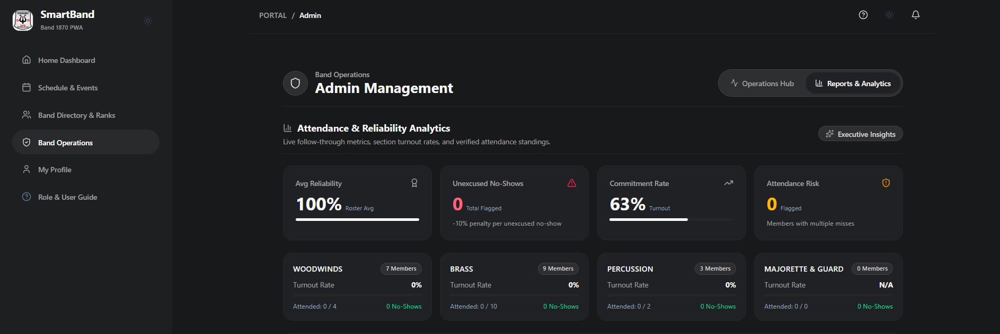 SmartBand
Band 1870 PWA
Home Dashboard
Schedule & Events
Band Directory & Ranks
Band Operations
My Profile
Role & User Guide
PORTAL / Admin
Band Operations
Admin Management
Operations Hub
Reports & Analytics
Attendance & Reliability Analytics
Live follow-through metrics, section turnout rates, and verified attendance standings.
Executive Insights
Avg Reliability
100% Roster Avg
Unexcused No-Shows
0 Total Flagged
-10% penalty per unexcused no-show
Commitment Rate
63% Turnout
Attendance Risk
0 Flagged
Members with multiple misses
WOODWINDS 7 Members
Turnout Rate 0%
Attended: 0 / 4 0 No-Shows
BRASS 9 Members
Turnout Rate 0%
Attended: 0 / 10 0 No-Shows
PERCUSSION 3 Members
Turnout Rate 0%
Attended: 0 / 2 0 No-Shows
MAJORETTE & GUARD 0 Members
Turnout Rate N/A
Attended: 0 / 0 0 No-Shows